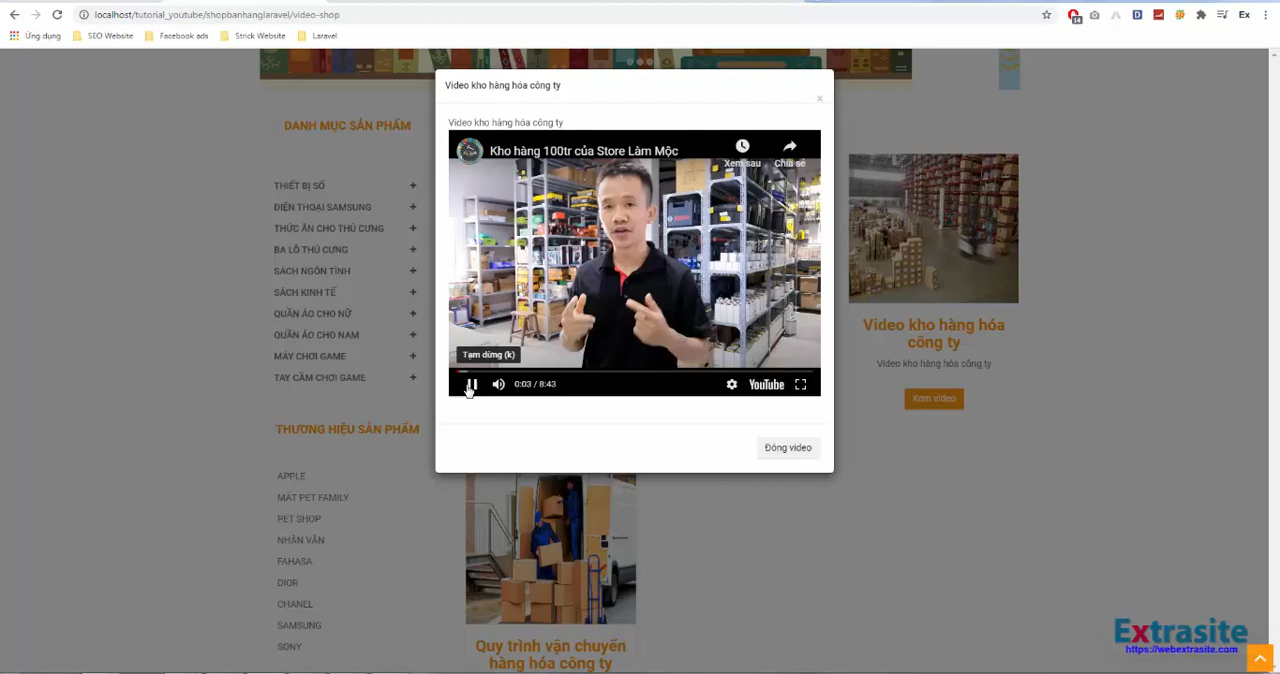 localhost/tutorial_youtube/shopbanhanglaravel/video-shop
14
Ex
Ứng dụng
SEO Website
Facebook ads
Strick Website
Laravel
Video kho hàng hóa công ty
×
Video kho hàng hóa công ty
Kho hàng 100tr của Store Làm Mộc
Xem sau
Chia sẻ
Tạm dừng (k)
0:03 / 8:43
YouTube
Đóng video
DANH MỤC SẢN PHẨM
THIẾT BỊ SỐ +
ĐIỆN THOẠI SAMSUNG +
THỨC ĂN CHO THÚ CƯNG +
BA LÔ THÚ CƯNG +
SÁCH NGÔN TÌNH +
SÁCH KINH TẾ +
QUẦN ÁO CHO NỮ +
QUẦN ÁO CHO NAM +
MÁY CHƠI GAME +
TAY CẦM CHƠI GAME +
THƯƠNG HIỆU SẢN PHẨM
APPLE
MÁT PET FAMILY
PET SHOP
NHÂN VĂN
FAHASA
DIOR
CHANEL
SAMSUNG
SONY
Video kho hàng hóa
công ty
Video kho hàng hóa công ty
Xem video
Quy trình vận chuyển
hàng hóa công ty
Extrasite
https://webextrasite.com